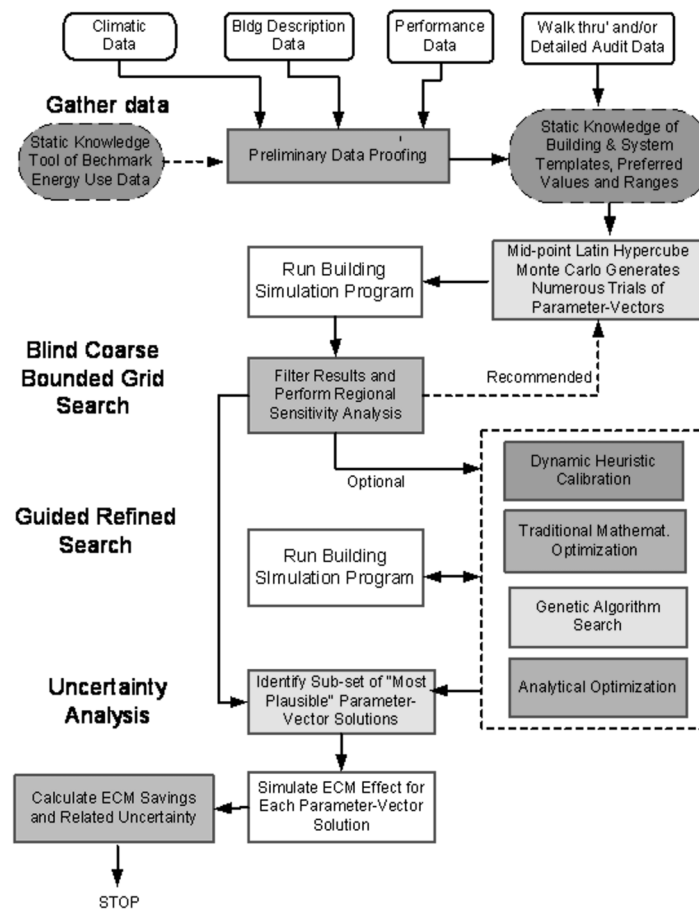 Climatic
Data
Bldg Description
Data
Performance
Data
Walk thru' and/or
Detailed Audit Data
Gather data
Static Knowledge
Tool of Bechmark
Energy Use Data
Preliminary Data Proofing
Static Knowledge of
Building & System
Templates, Preferred
Values and Ranges
Run Building
Simulation Program
Mid-point Latin Hypercube
Monte Carlo Generates
Numerous Trials of
Parameter-Vectors
Blind Coarse
Bounded Grid
Search
Filter Results and
Perform Regional
Sensitivity Analysis
Recommended
Optional
Dynamic Heuristic
Calibration
Guided Refined
Search
Traditional Mathemat.
Optimization
Run Building
SImulation Program
Genetic Algorithm
Search
Analytical Optimization
Uncertainty
Analysis
Identify Sub-set of "Most
Plausible" Parameter-
Vector Solutions
Calculate ECM Savings
and Related Uncertainty
Simulate ECM Effect for
Each Parameter-Vector
Solution
STOP